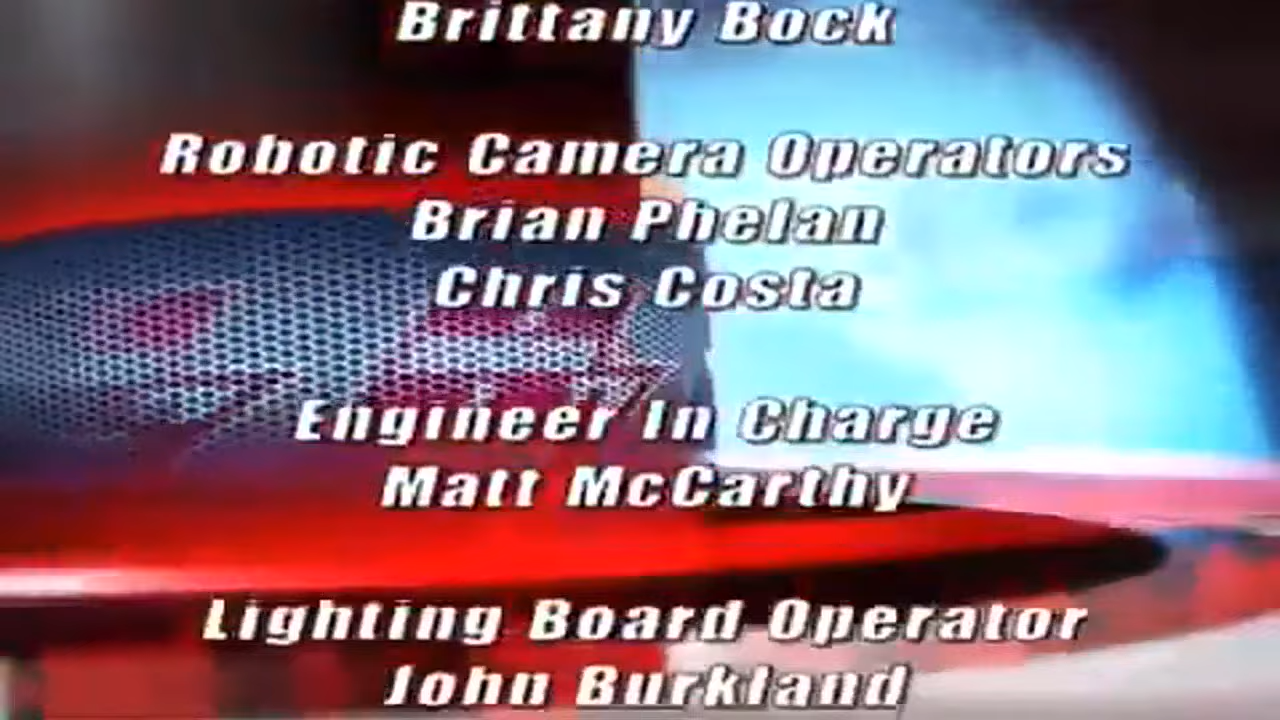 Brittany Bock
Robotic Camera Operators
Brian Phelan
Chris Costa
Engineer In Charge
Matt McCarthy
Lighting Board Operator
John Burkland